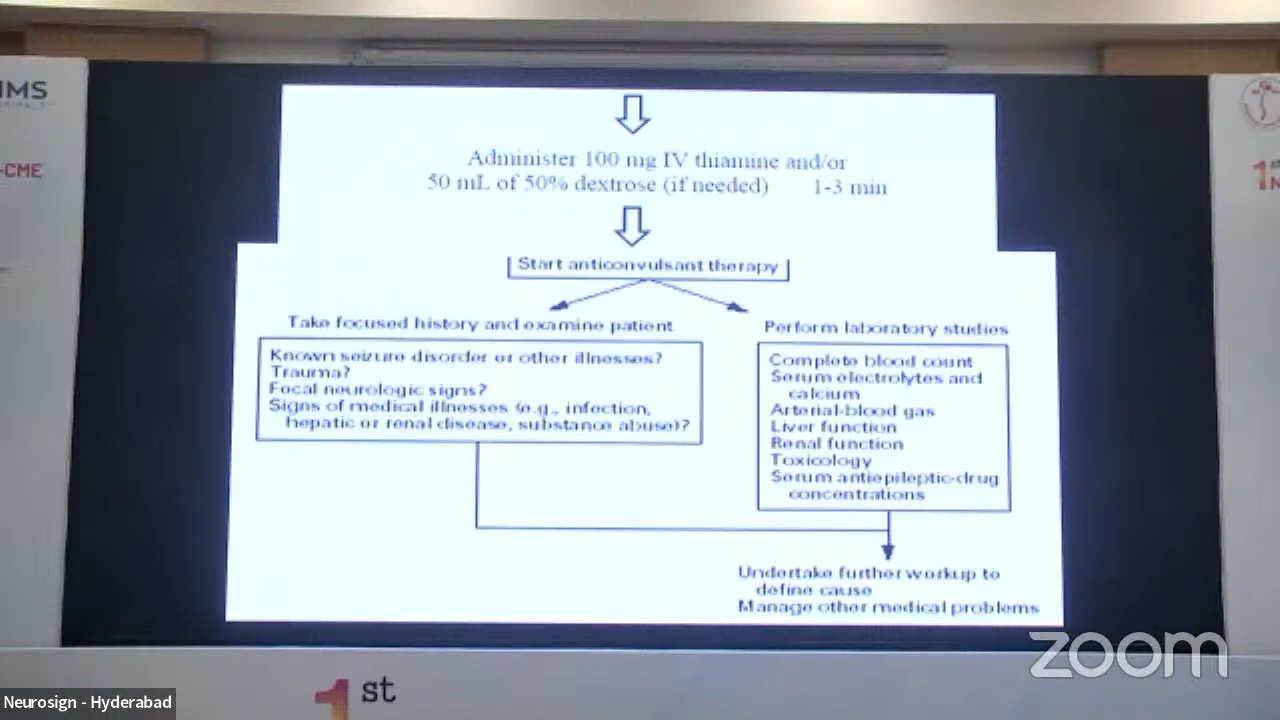 IMS
-CME
1
Administer 100 mg IV thiamine and/or
50 mL of 50% dextrose (if needed) 1-3 min
Start anticonvulsant therapy
Take focused history and examine patient
Known seizure disorder or other illnesses?
Trauma?
Focal neurologic signs?
Signs of medical illnesses (e.g., infection,
hepatic or renal disease, substance abuse)?
Perform laboratory studies
Complete blood count
Serum electrolytes and
calcium
Arterial-blood gas
Liver function
Renal function
Toxicology
Serum antiepileptic-drug
concentrations
Undertake further workup to
define cause
Manage other medical problems
zoom
1st
Neurosign - Hyderabad